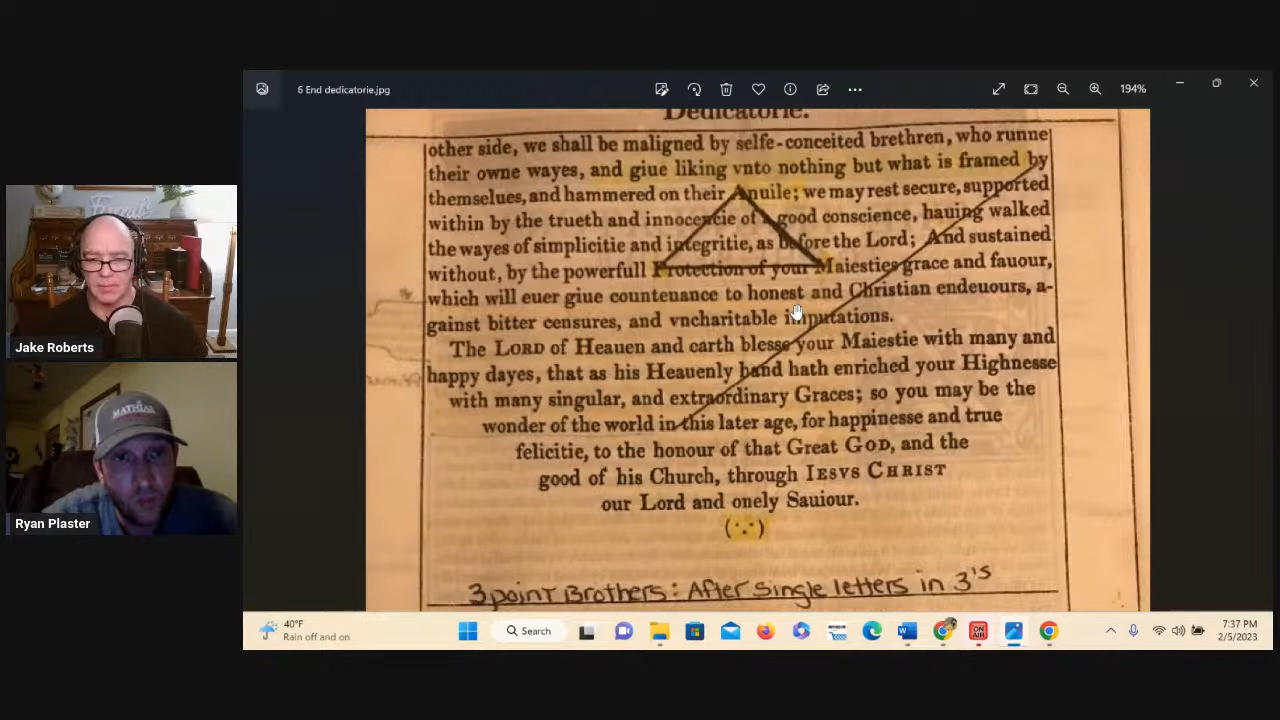 6 End dedicatorie.jpg
194%
Dedicatorie.
other side, we shall be maligned by selfe-conceited brethren, who runne
their owne wayes, and giue liking vnto nothing but what is framed by
themselues, and hammered on their Anuile; we may rest secure, supported
within by the trueth and innocencie of a good conscience, hauing walked
the wayes of simplicitie and integritie, as before the Lord; And sustained
without, by the powerfull Protection of your Maiesties grace and fauour,
which will euer giue countenance to honest and Christian endeuours, a-
gainst bitter censures, and vncharitable imputations.
The LORD of Heauen and earth blesse your Maiestie with many and
happy dayes, that as his Heauenly hand hath enriched your Highnesse
with many singular, and extraordinary Graces; so you may be the
wonder of the world in this later age, for happinesse and true
felicitie, to the honour of that Great GOD, and the
good of his Church, through IESVS CHRIST
our Lord and onely Sauiour.
3 point Brothers: After single letters in 3's
Jake Roberts
MATHIAS
Ryan Plaster
40°F
Rain off and on
Search
ON AIR
7:37 PM
2/5/2023